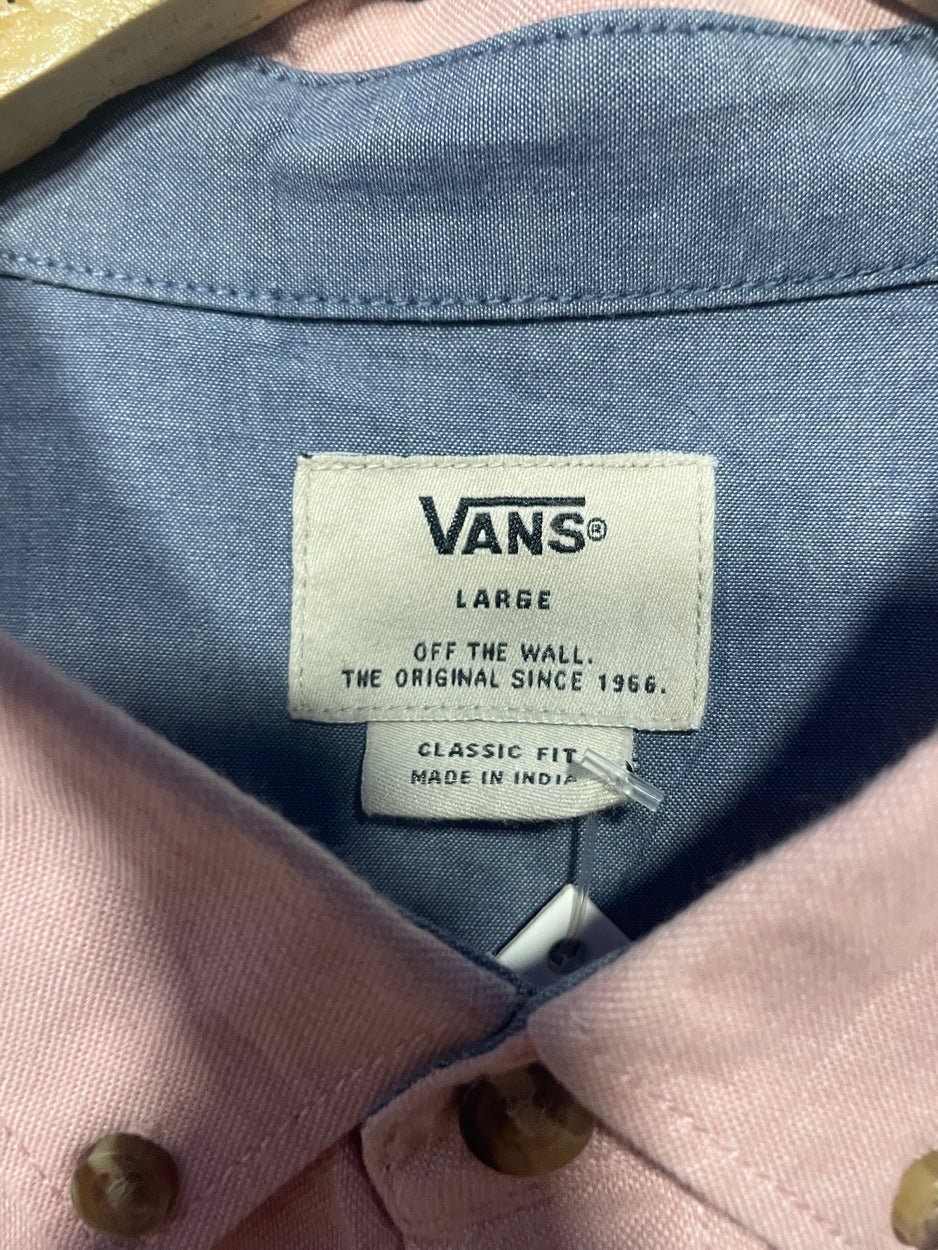 VANS®
LARGE
OFF THE WALL.
THE ORIGINAL SINCE 1966.
CLASSIC FIT
MADE IN INDIA